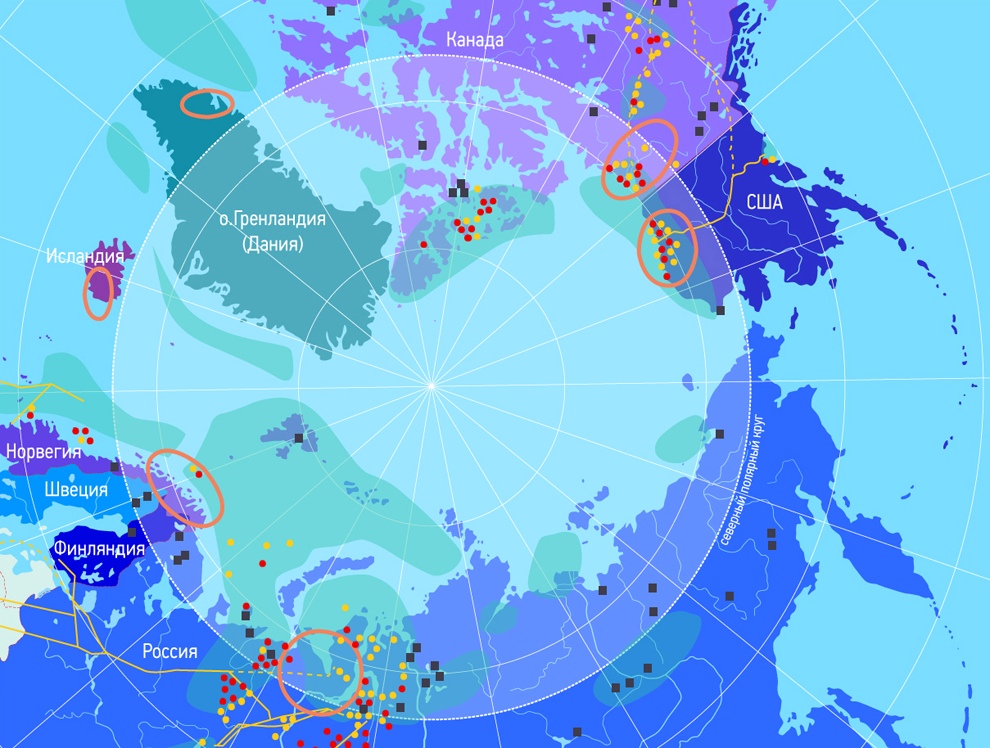 Канада
США
о.Гренландия
(Дания)
Исландия
Норвегия
Швеция
Финляндия
северный полярный круг
Россия